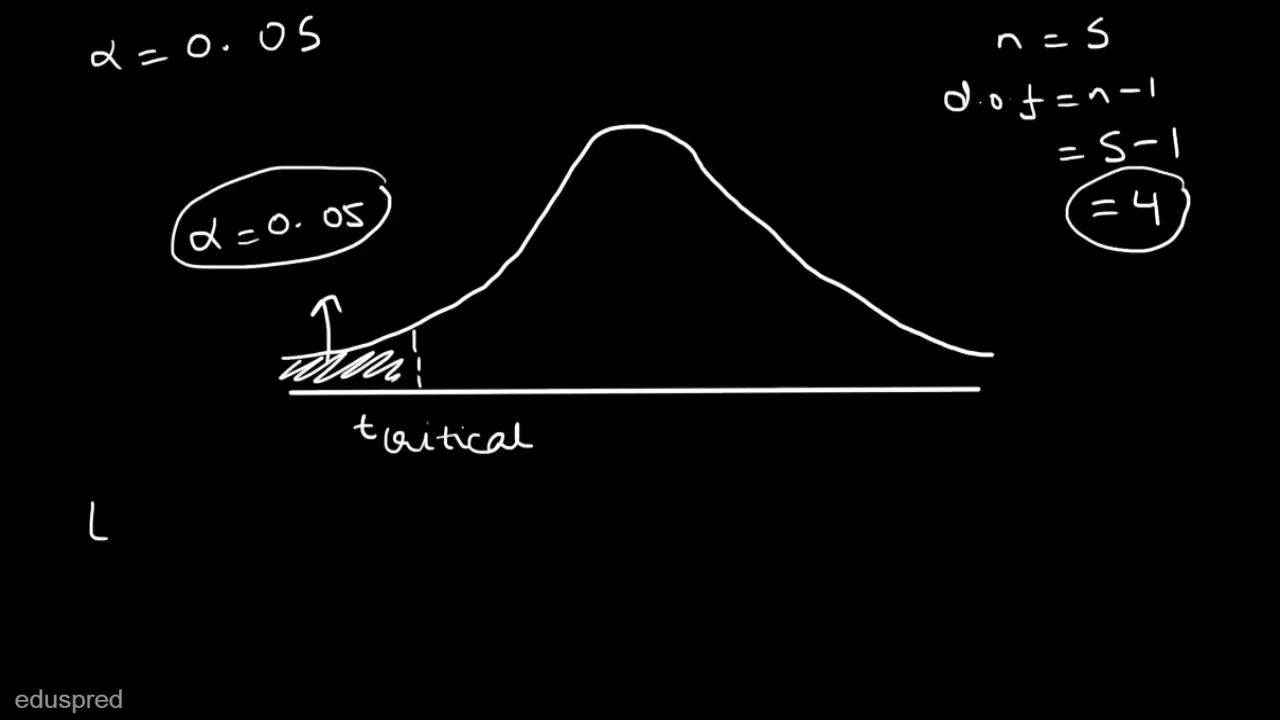 α = 0.05
n = 5
d.o.f = n - 1
= 5 - 1
= 4
α = 0.05
t critical
L
eduspred